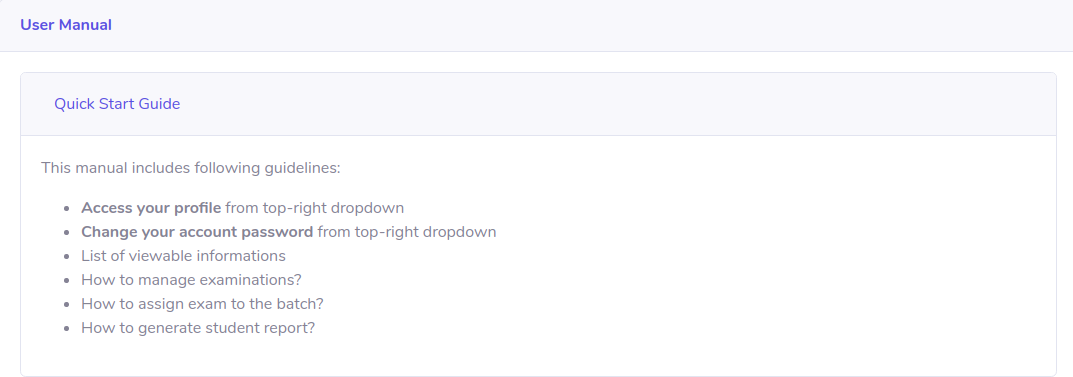 User Manual
Quick Start Guide
This manual includes following guidelines:
Access your profile from top-right dropdown
Change your account password from top-right dropdown
List of viewable informations
How to manage examinations?
How to assign exam to the batch?
How to generate student report?